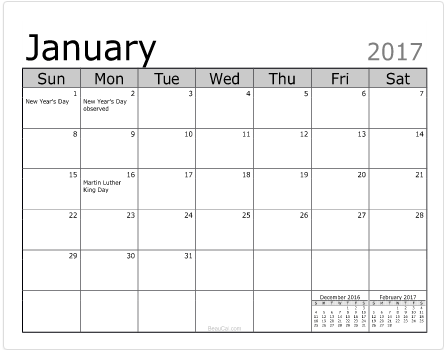 January 2017
Sun Mon Tue Wed Thu Fri Sat
1 2 3 4 5 6 7
New Year's Day New Year's Day
observed
8 9 10 11 12 13 14
15 16 17 18 19 20 21
Martin Luther
King Day
22 23 24 25 26 27 28
29 30 31
December 2016 February 2017
S M T W T F S S M T W T F S